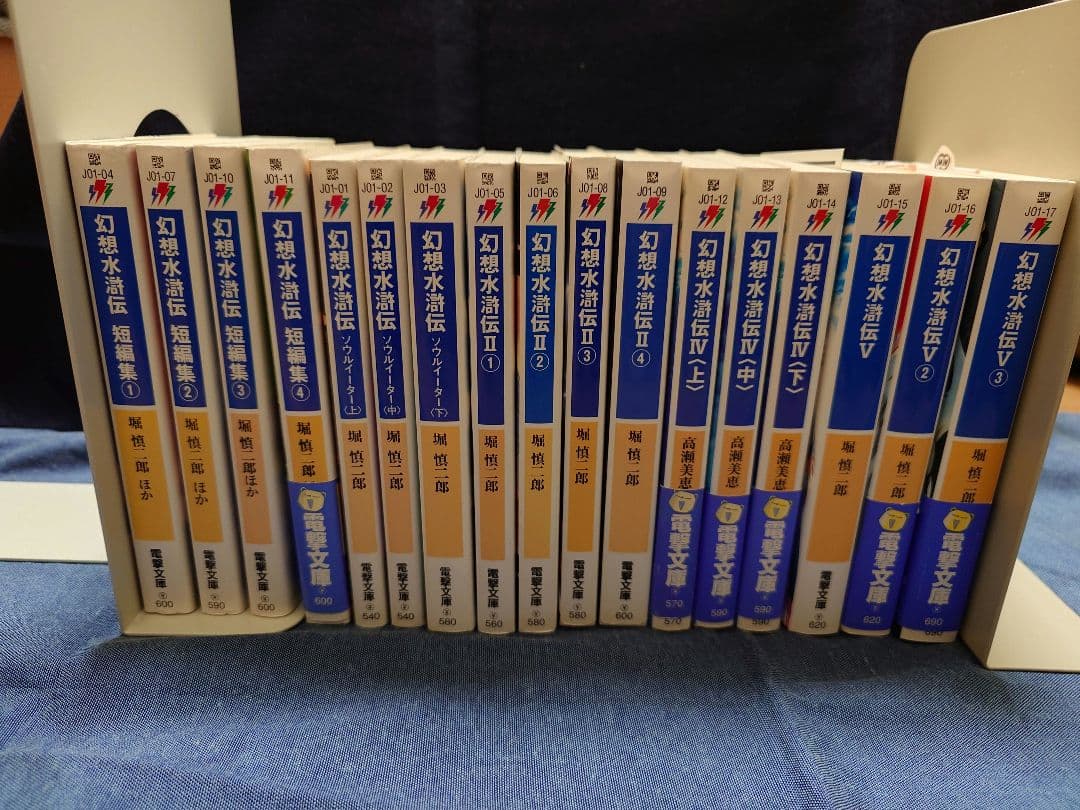 J01-04
幻想水滸伝 短編集①
堀 慎二郎 ほか
電撃文庫
600
J01-07
幻想水滸伝 短編集②
堀 慎二郎 ほか
電撃文庫
590
J01-10
幻想水滸伝 短編集③
堀 慎二郎ほか
電撃文庫
600
J01-11
幻想水滸伝 短編集④
堀 慎二郎
電撃文庫
600
J01-01
幻想水滸伝 ソウルイーター〈上〉
堀 慎二郎
電撃文庫
540
J01-02
幻想水滸伝 ソウルイーター〈中〉
堀 慎二郎
電撃文庫
540
J01-03
幻想水滸伝 ソウルイーター〈下〉
堀 慎二郎
電撃文庫
580
J01-05
幻想水滸伝II ①
堀 慎二郎
電撃文庫
560
J01-06
幻想水滸伝II ②
堀 慎二郎
電撃文庫
580
J01-08
幻想水滸伝II ③
堀 慎二郎
電撃文庫
580
J01-09
幻想水滸伝II ④
堀 慎二郎
電撃文庫
600
J01-12
幻想水滸伝IV〈上〉
高瀬美恵
電撃文庫
570
570
J01-13
幻想水滸伝IV〈中〉
高瀬美恵
電撃文庫
590
590
J01-14
幻想水滸伝IV〈下〉
高瀬美恵
電撃文庫
590
590
J01-15
幻想水滸伝V
堀 慎二郎
電撃文庫
620
J01-16
幻想水滸伝V ②
堀 慎二郎
電撃文庫
620
J01-17
幻想水滸伝V ③
堀 慎二郎
電撃文庫
690
690